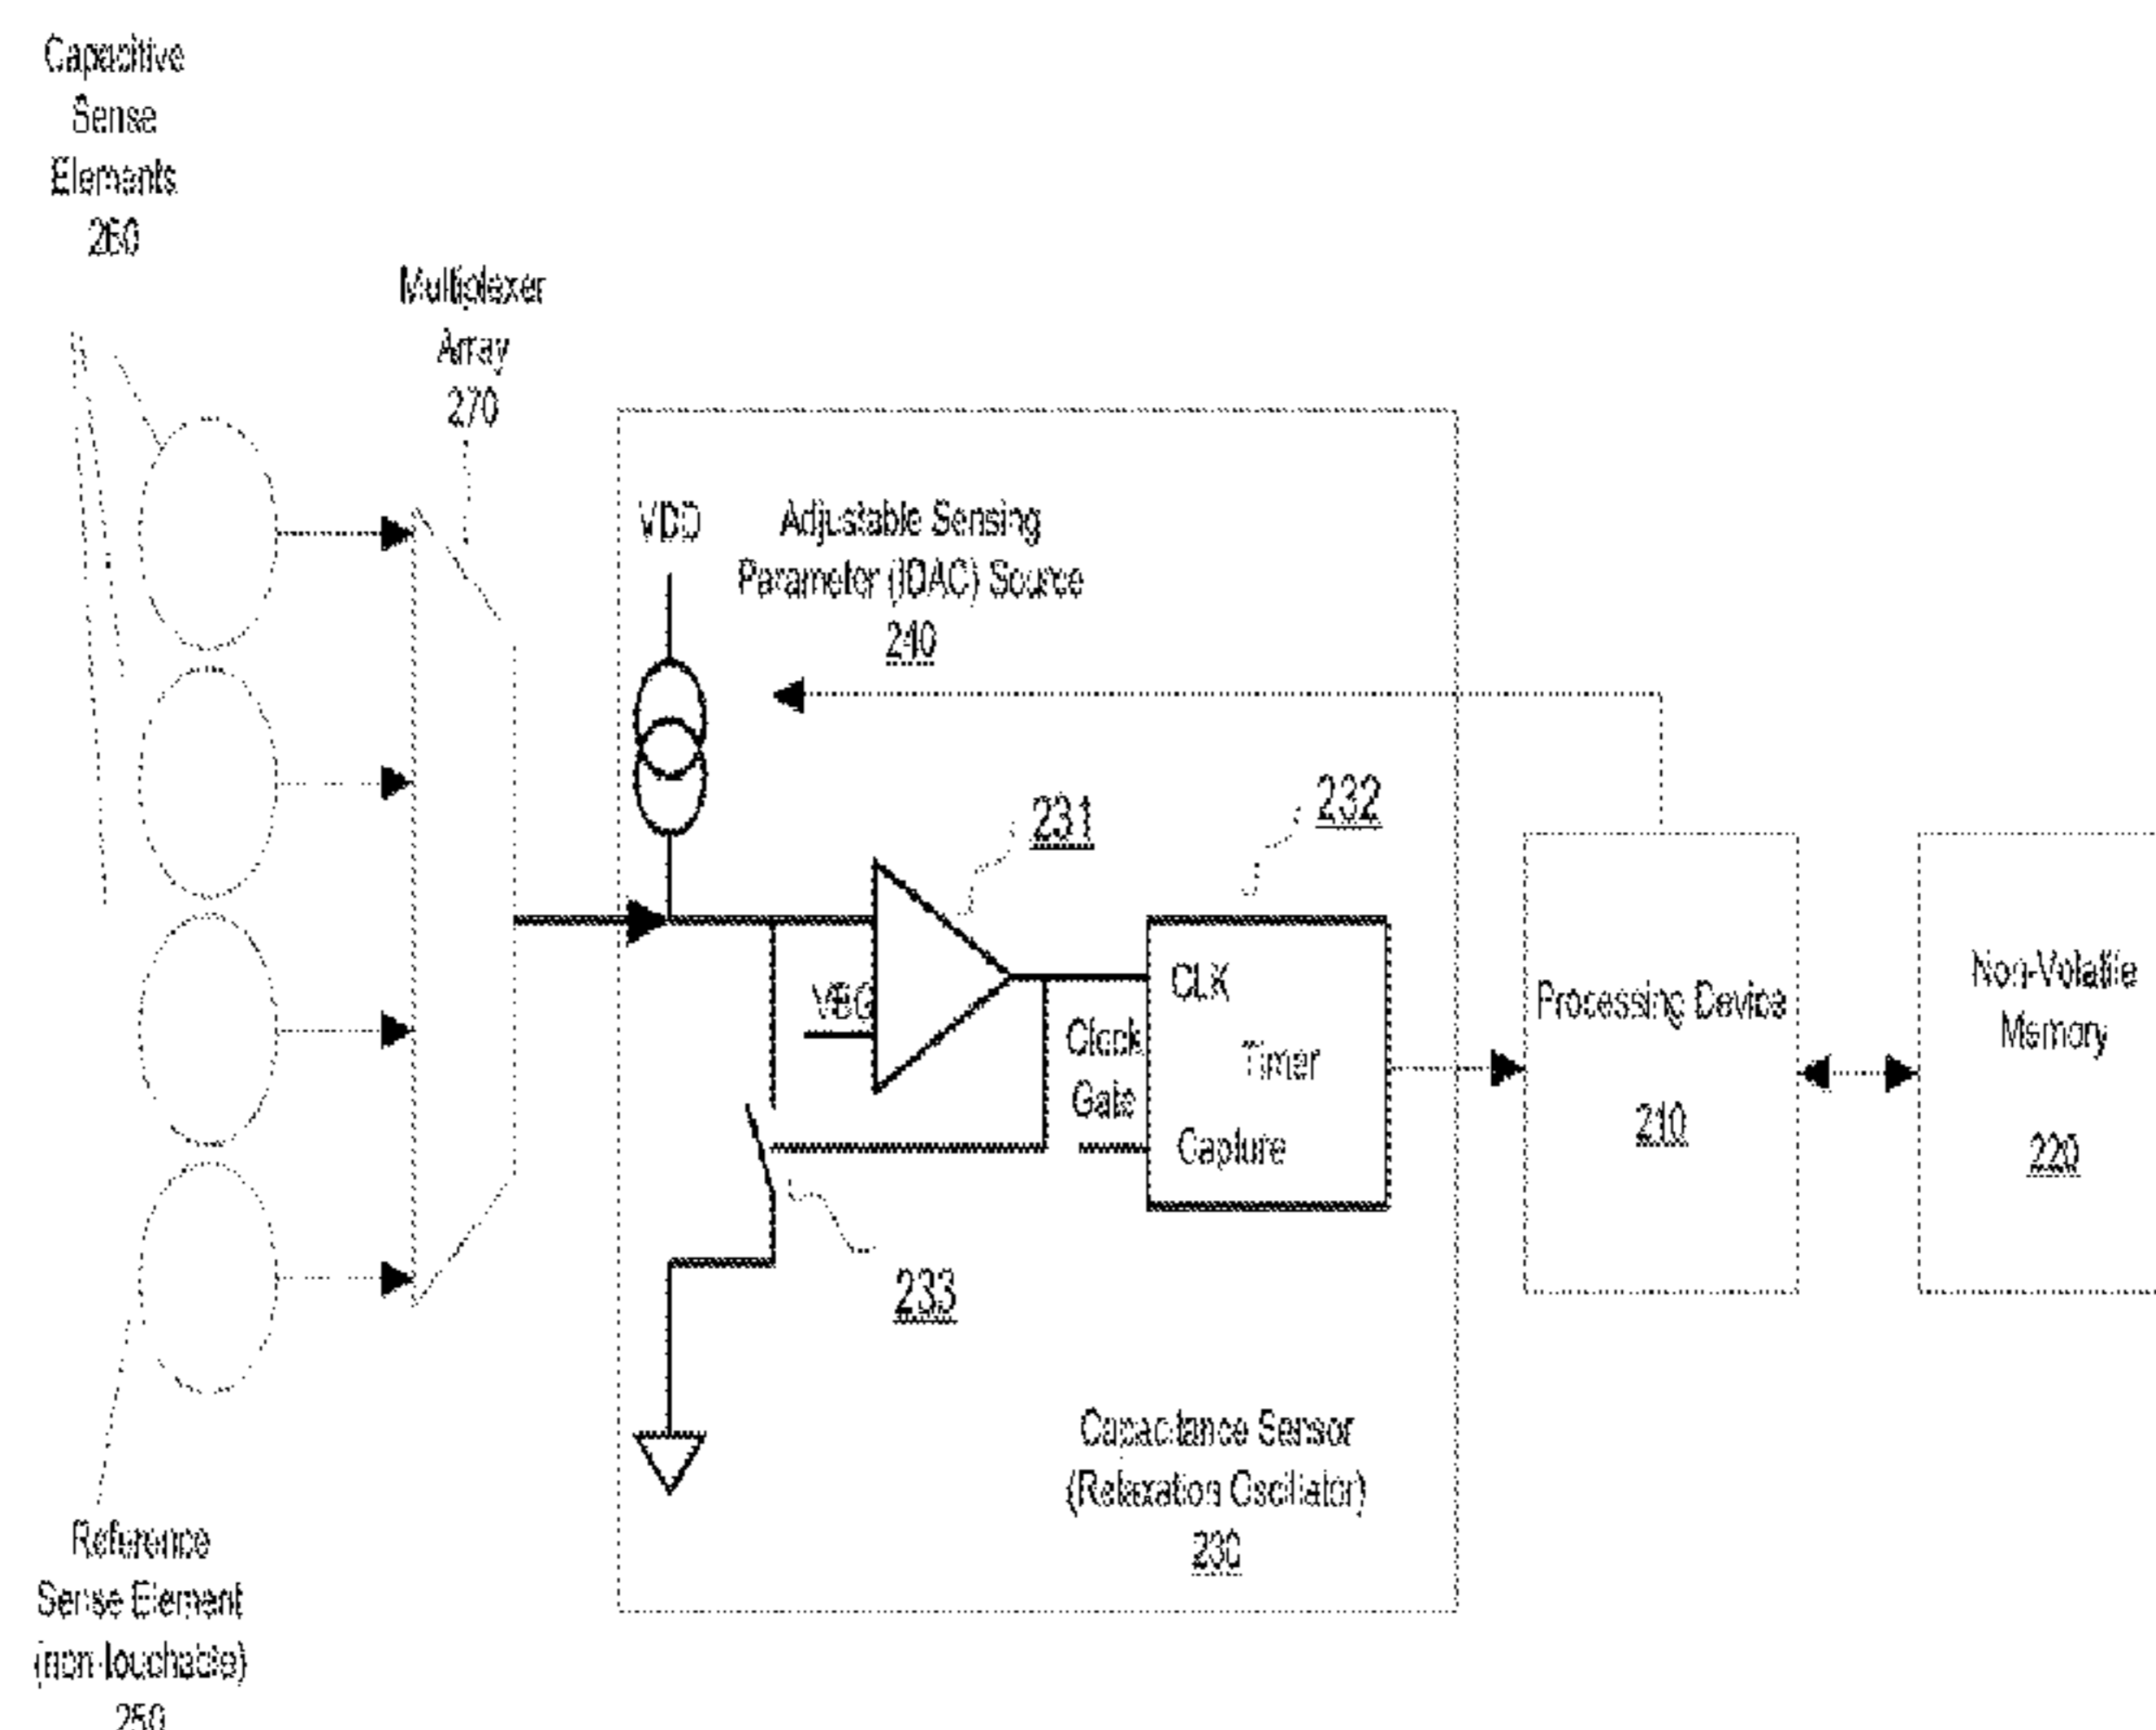 Capacitive
Sense
Elements
260
Multiplexer
Array
270
VDD
Adjustable Sensing
Parameter (IDAC) Source
240
231
232
VBG
CLK
Clock
Gate
Timer
Capture
Processing Device
210
Non-Volatile
Memory
220
233
Capacitance Sensor
(Relaxation Oscillator)
230
Reference
Sense Element
(non-touchable)
250